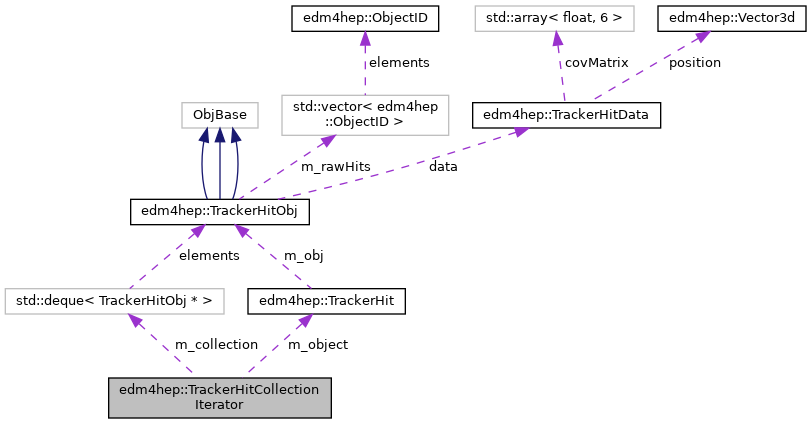 edm4hep::ObjectID
std::array< float, 6 >
edm4hep::Vector3d
elements
covMatrix
position
ObjBase
std::vector< edm4hep
::ObjectID >
edm4hep::TrackerHitData
m_rawHits
data
edm4hep::TrackerHitObj
elements
m_obj
std::deque< TrackerHitObj * >
edm4hep::TrackerHit
m_collection
m_object
edm4hep::TrackerHitCollection
Iterator